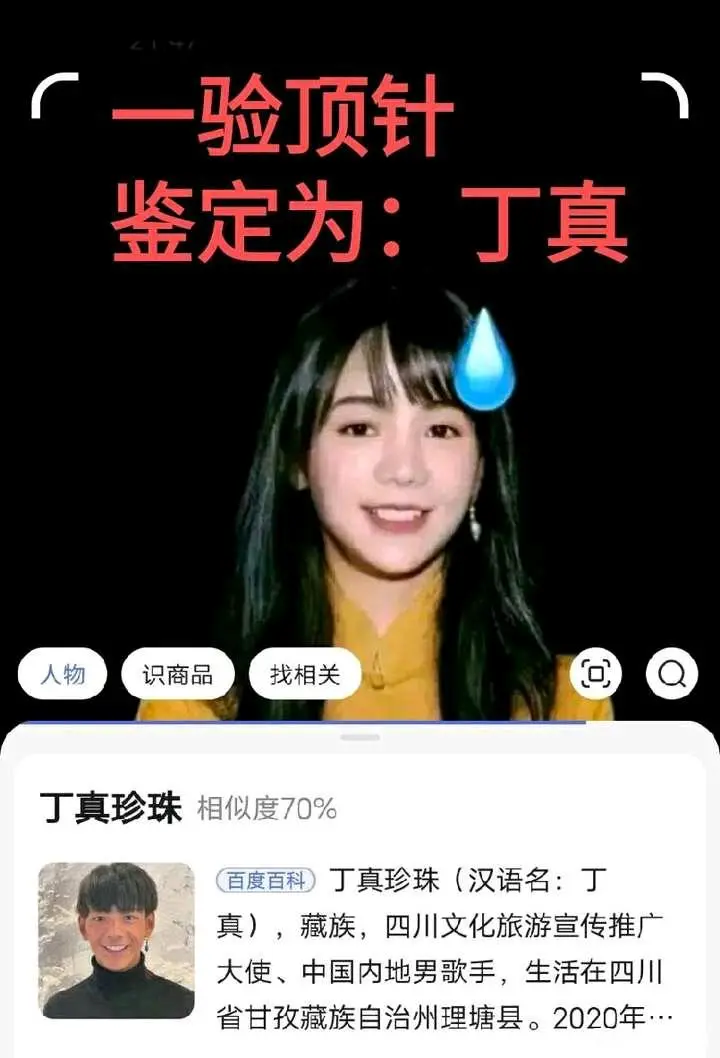 一验顶针
鉴定为：丁真
人物
识商品
找相关
丁真珍珠 相似度70%
百度百科 丁真珍珠（汉语名：丁
真），藏族，四川文化旅游宣传推广
大使、中国内地男歌手，生活在四川
省甘孜藏族自治州理塘县。2020年…